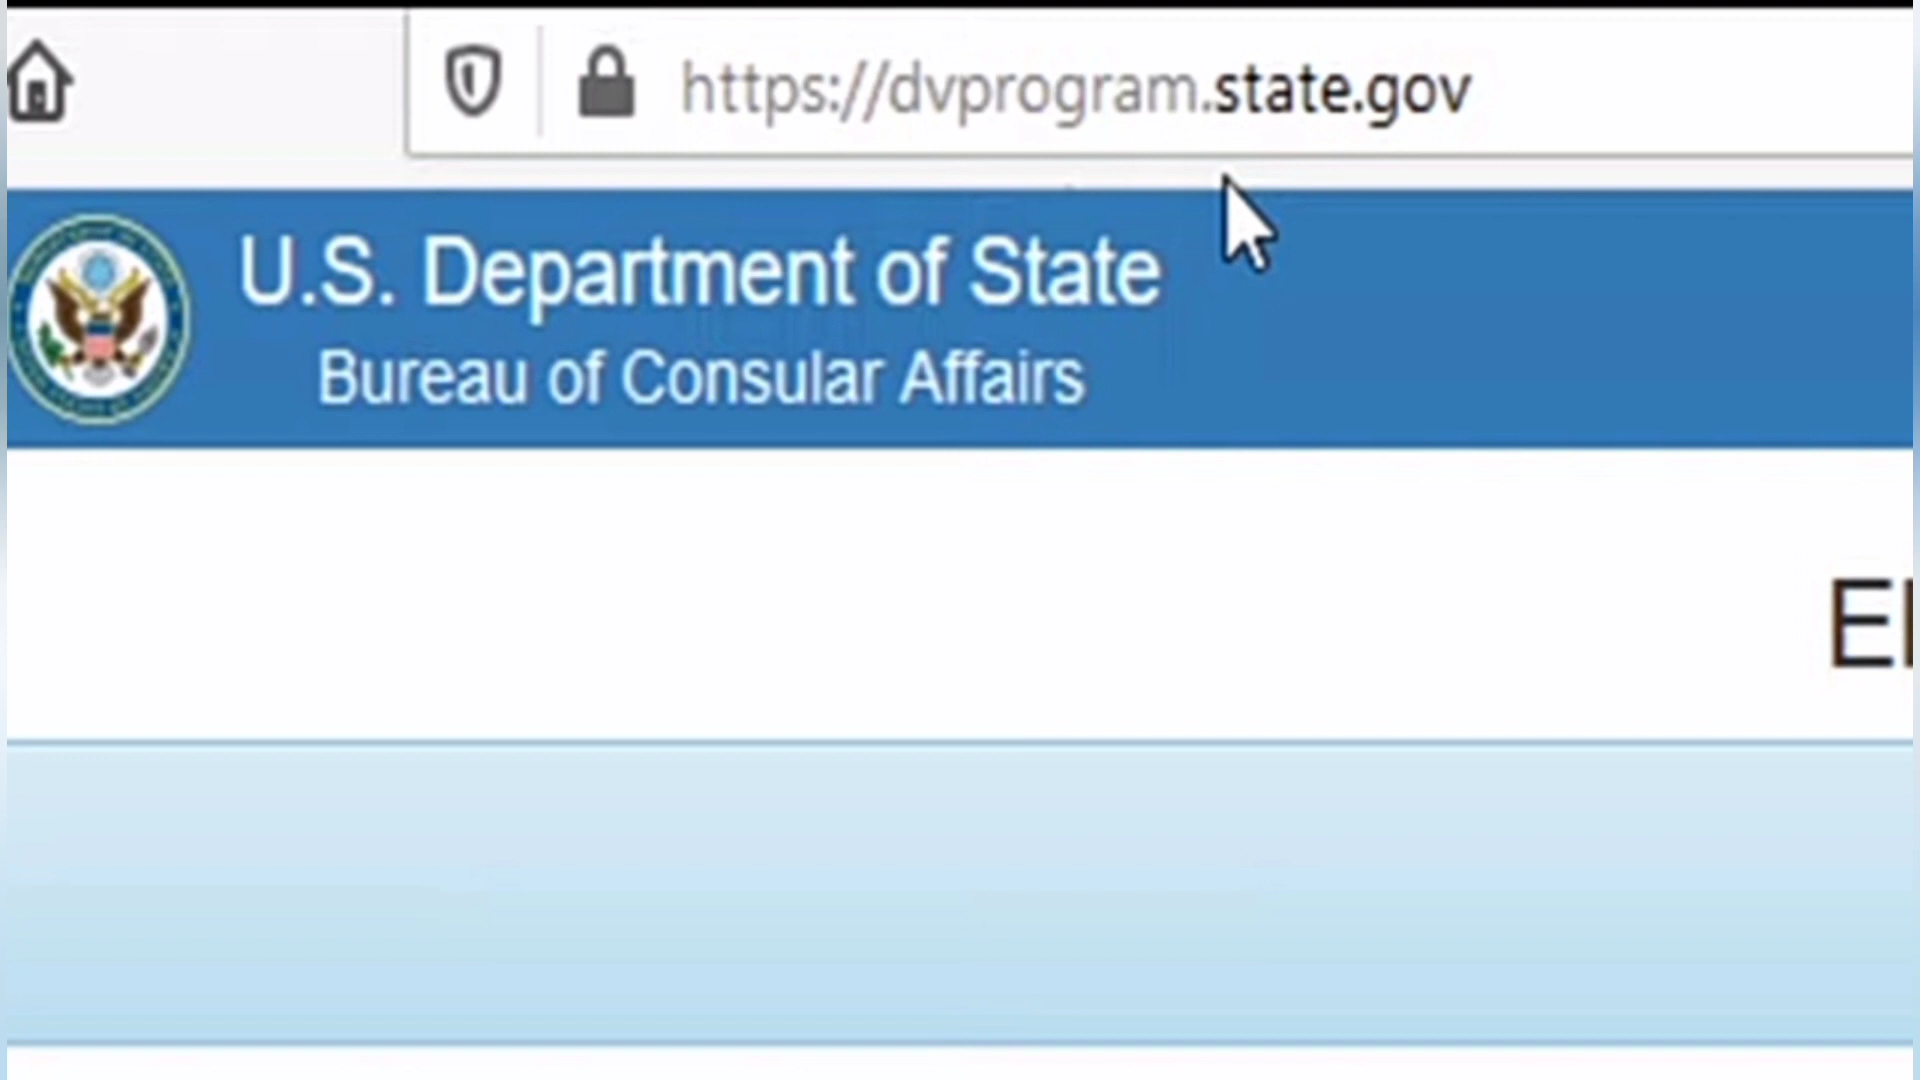 https://dvprogram.state.gov
U.S. Department of State
Bureau of Consular Affairs